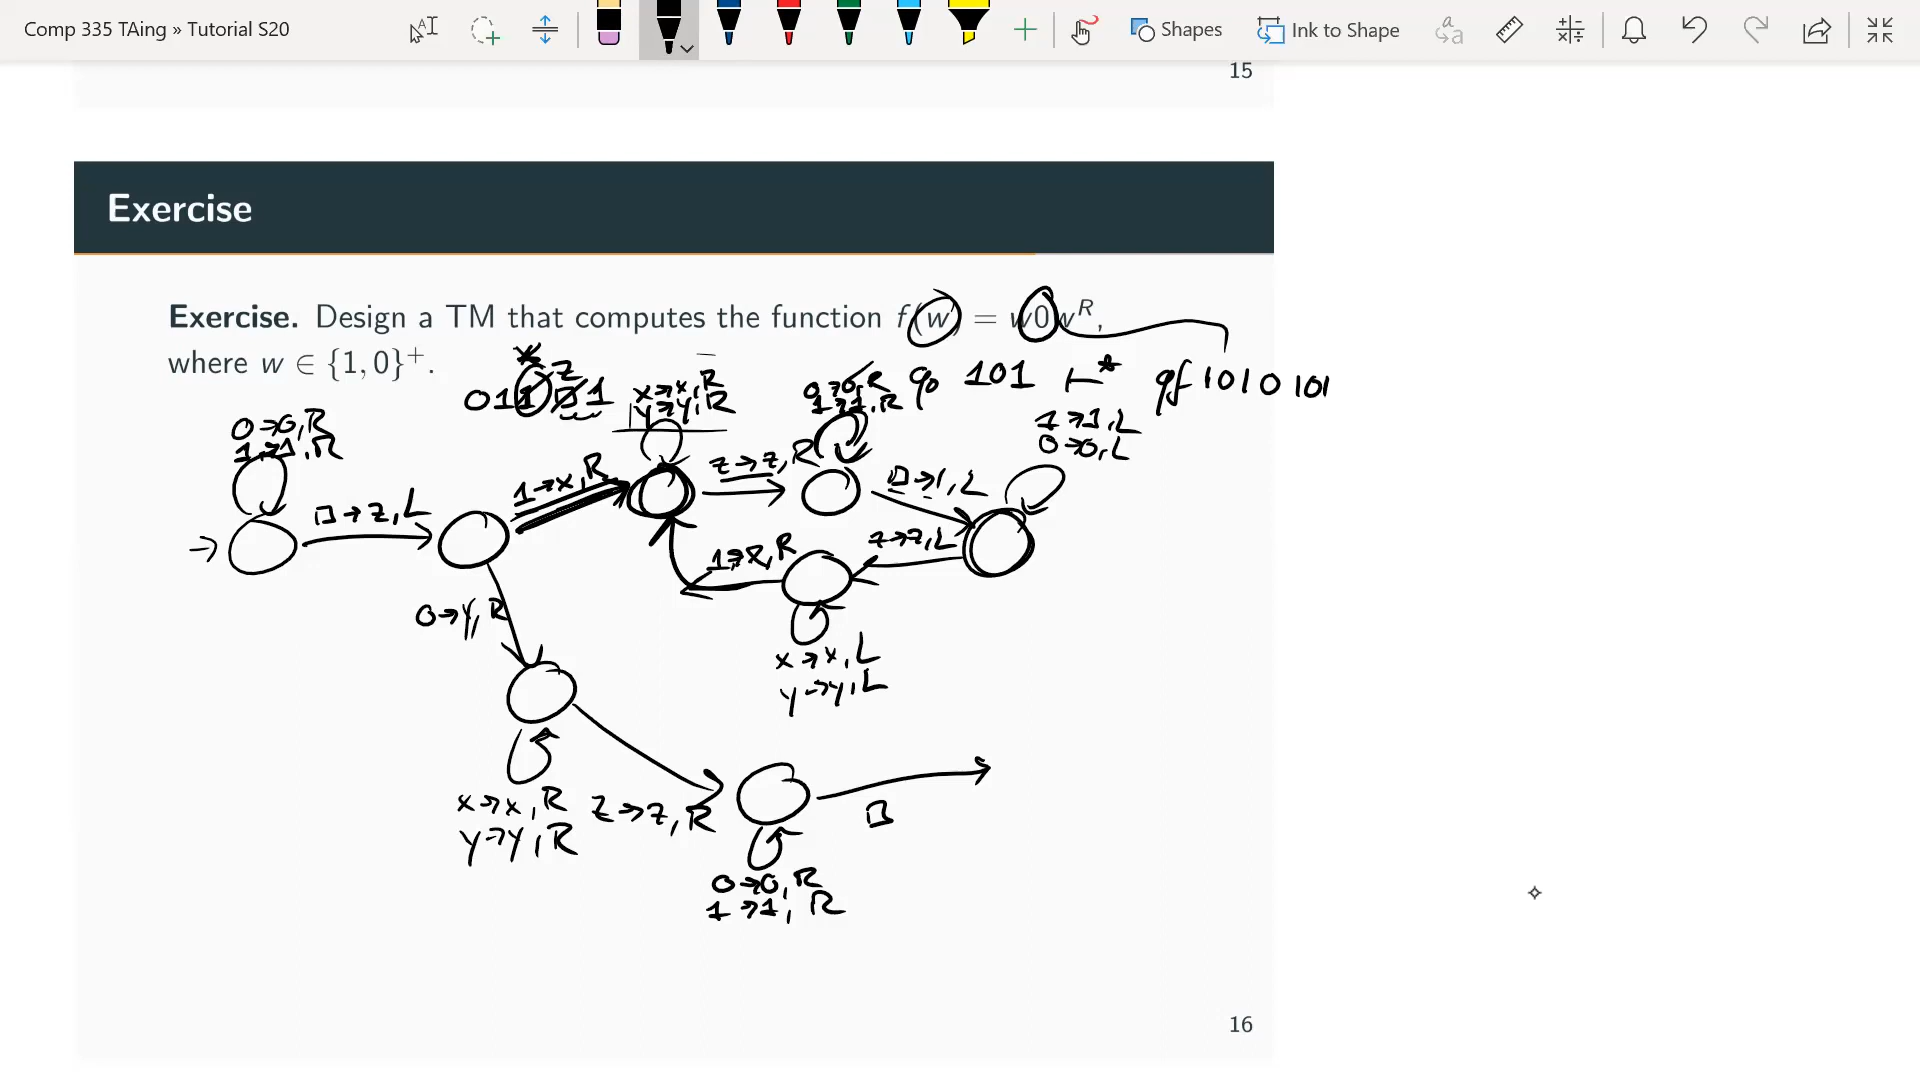 Comp 335 TAing » Tutorial S20
Shapes
Ink to Shape
15
Exercise
Exercise. Design a TM that computes the function f(w) = w0w^R,
where w ∈ {1, 0}⁺.
x
z
0110 1
q0 101 ⊢* qf 1010 101
0→0,R
1→1,R
□→z,L
1→x,R
x→x,R
y→y,R
z→z,R
0→0,R
1→1,R
□→1,L
1→1,L
0→0,L
z→z,L
1→x,R
x→x,L
y→y,L
0→y,R
x→x,R
y→y,R
z→z,R
0→0,R
1→1,R
□
16